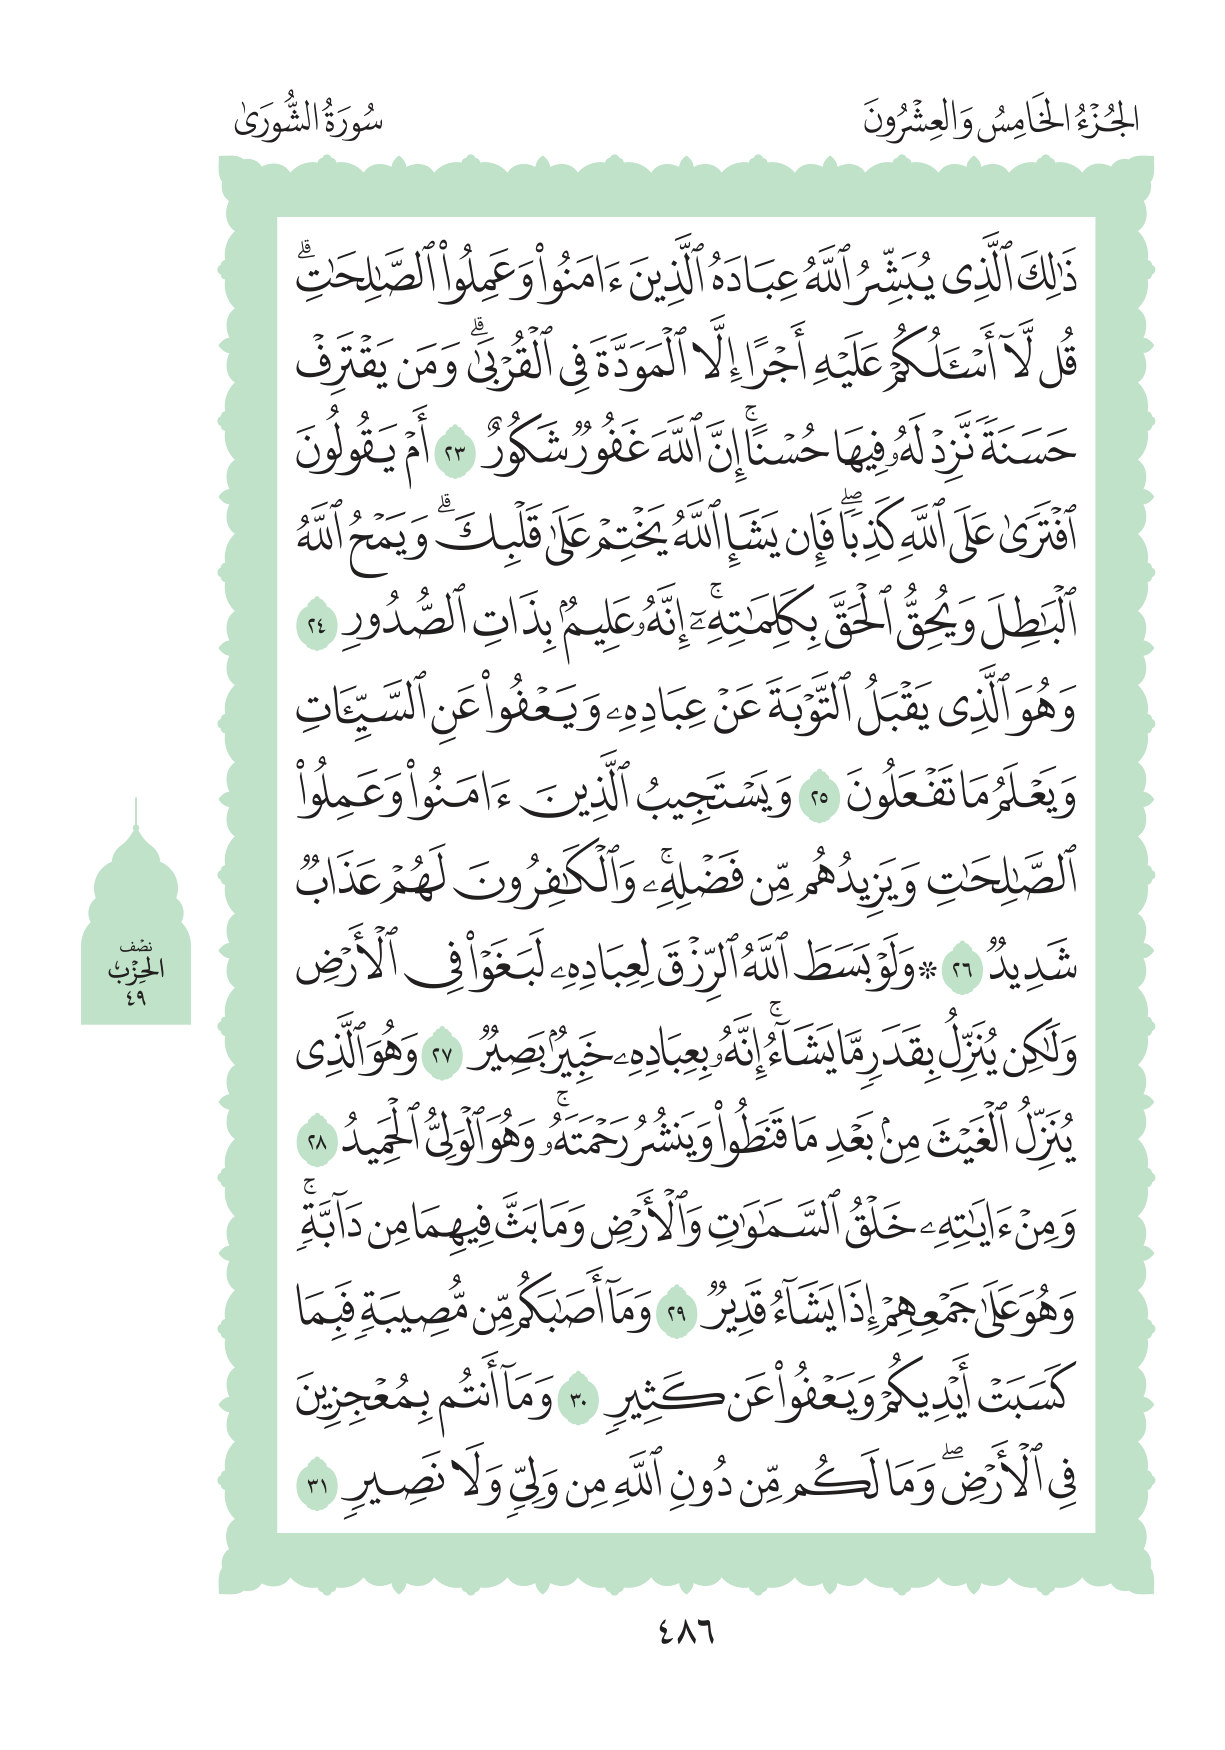 الجُزْءُ الخَامِسُ وَالعِشْرُونَ
سُورَةُ الشُّورَىٰ
ذَٰلِكَ ٱلَّذِى يُبَشِّرُ ٱللَّهُ عِبَادَهُ ٱلَّذِينَ ءَامَنُوا۟ وَعَمِلُوا۟ ٱلصَّٰلِحَٰتِۗ
قُل لَّآ أَسْـَٔلُكُمْ عَلَيْهِ أَجْرًا إِلَّا ٱلْمَوَدَّةَ فِى ٱلْقُرْبَىٰۗ وَمَن يَقْتَرِفْ
حَسَنَةً نَّزِدْ لَهُۥ فِيهَا حُسْنًاۚ إِنَّ ٱللَّهَ غَفُورٌ شَكُورٌ ٢٣ أَمْ يَقُولُونَ
ٱفْتَرَىٰ عَلَى ٱللَّهِ كَذِبًاۖ فَإِن يَشَإِ ٱللَّهُ يَخْتِمْ عَلَىٰ قَلْبِكَۗ وَيَمْحُ ٱللَّهُ
ٱلْبَٰطِلَ وَيُحِقُّ ٱلْحَقَّ بِكَلِمَٰتِهِۦٓۚ إِنَّهُۥ عَلِيمٌۢ بِذَاتِ ٱلصُّدُورِ ٢٤
وَهُوَ ٱلَّذِى يَقْبَلُ ٱلتَّوْبَةَ عَنْ عِبَادِهِۦ وَيَعْفُوا۟ عَنِ ٱلسَّيِّـَٔاتِ
وَيَعْلَمُ مَا تَفْعَلُونَ ٢٥ وَيَسْتَجِيبُ ٱلَّذِينَ ءَامَنُوا۟ وَعَمِلُوا۟
ٱلصَّٰلِحَٰتِ وَيَزِيدُهُم مِّن فَضْلِهِۦۚ وَٱلْكَٰفِرُونَ لَهُمْ عَذَابٌ
شَدِيدٌ ٢٦ ۞ وَلَوْ بَسَطَ ٱللَّهُ ٱلرِّزْقَ لِعِبَادِهِۦ لَبَغَوْا۟ فِى ٱلْأَرْضِ
وَلَٰكِن يُنَزِّلُ بِقَدَرٍ مَّا يَشَآءُۚ إِنَّهُۥ بِعِبَادِهِۦ خَبِيرٌۢ بَصِيرٌ ٢٧ وَهُوَ ٱلَّذِى
يُنَزِّلُ ٱلْغَيْثَ مِنۢ بَعْدِ مَا قَنَطُوا۟ وَيَنشُرُ رَحْمَتَهُۥۚ وَهُوَ ٱلْوَلِىُّ ٱلْحَمِيدُ ٢٨
وَمِنْ ءَايَٰتِهِۦ خَلْقُ ٱلسَّمَٰوَٰتِ وَٱلْأَرْضِ وَمَا بَثَّ فِيهِمَا مِن دَآبَّةٍۚ
وَهُوَ عَلَىٰ جَمْعِهِمْ إِذَا يَشَآءُ قَدِيرٌ ٢٩ وَمَآ أَصَٰبَكُم مِّن مُّصِيبَةٍ فَبِمَا
كَسَبَتْ أَيْدِيكُمْ وَيَعْفُوا۟ عَن كَثِيرٍ ٣٠ وَمَآ أَنتُم بِمُعْجِزِينَ
فِى ٱلْأَرْضِۖ وَمَا لَكُم مِّن دُونِ ٱللَّهِ مِن وَلِىٍّ وَلَا نَصِيرٍ ٣١
نصْف
الحِزْب
٤٩
٤٨٦